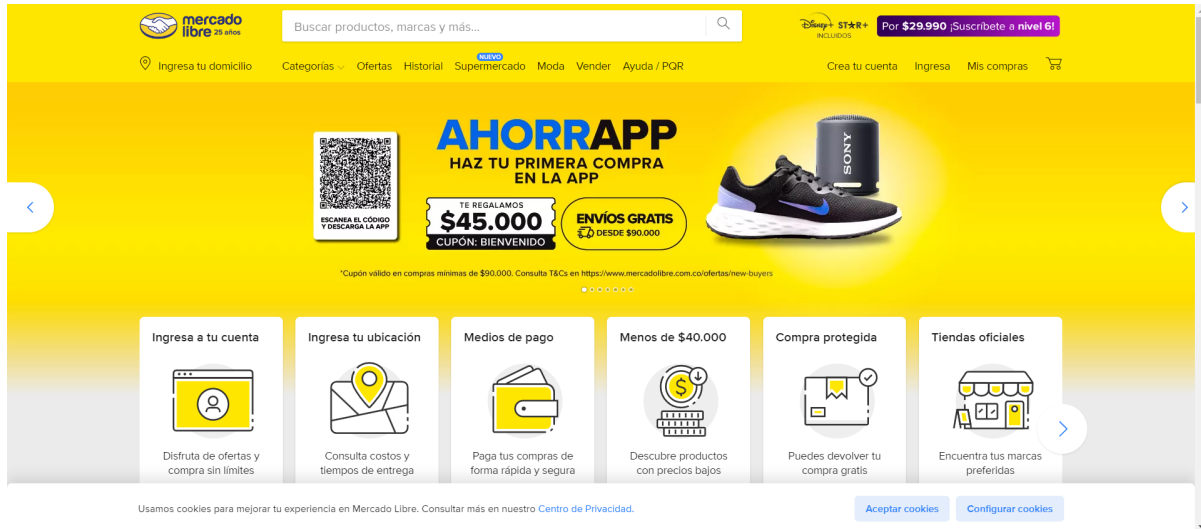 mercado
libre 25 años
Buscar productos, marcas y más...
Disney+ ST★R+
INCLUIDOS
Por $29.990 ¡Suscríbete a nivel 6!
Ingresa tu domicilio
Categorías
Ofertas
Historial
NUEVO
Supermercado
Moda
Vender
Ayuda / PQR
Crea tu cuenta
Ingresa
Mis compras
ESCANEA EL CÓDIGO
Y DESCARGA LA APP
AHORRAPP
HAZ TU PRIMERA COMPRA
EN LA APP
TE REGALAMOS
$45.000
CUPÓN: BIENVENIDO
ENVÍOS GRATIS
DESDE $90.000
SONY
*Cupón válido en compras mínimas de $90.000. Consulta T&Cs en https://www.mercadolibre.com.co/ofertas/new-buyers
Ingresa a tu cuenta
Disfruta de ofertas y
compra sin límites
Ingresa tu ubicación
Consulta costos y
tiempos de entrega
Medios de pago
Paga tus compras de
forma rápida y segura
Menos de $40.000
Descubre productos
con precios bajos
Compra protegida
Puedes devolver tu
compra gratis
Tiendas oficiales
Encuentra tus marcas
preferidas
Usamos cookies para mejorar tu experiencia en Mercado Libre. Consultar más en nuestro Centro de Privacidad.
Aceptar cookies
Configurar cookies